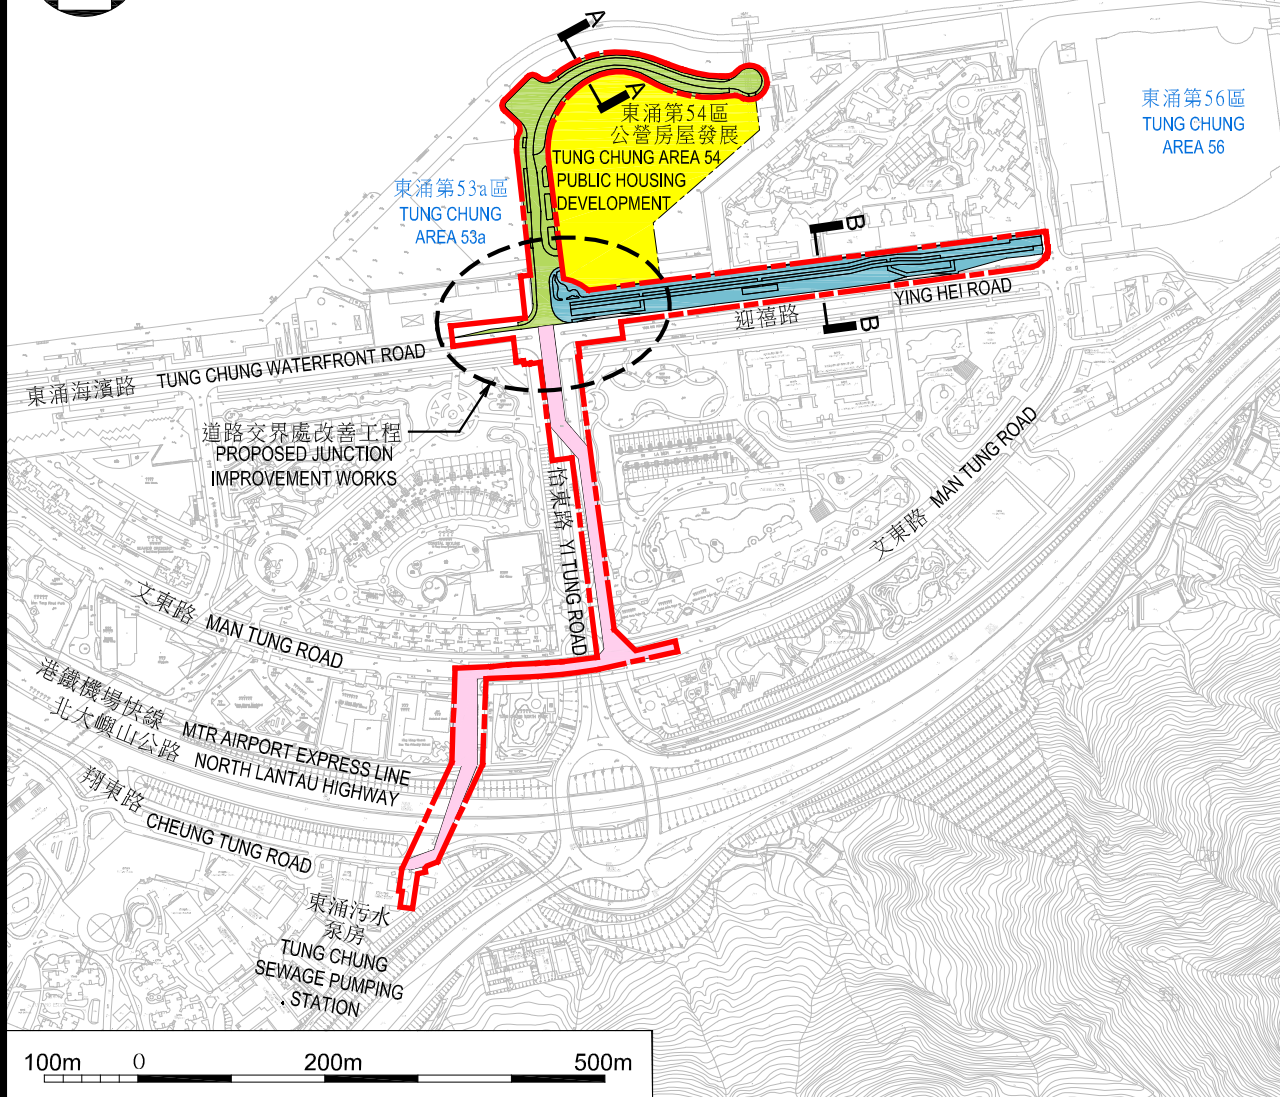 A
A
東涌第54區
公營房屋發展
TUNG CHUNG AREA 54
PUBLIC HOUSING
DEVELOPMENT
東涌第56區
TUNG CHUNG
AREA 56
東涌第53a區
TUNG CHUNG
AREA 53a
B
B
YING HEI ROAD
迎禧路
東涌海濱路 TUNG CHUNG WATERFRONT ROAD
道路交界處改善工程
PROPOSED JUNCTION
IMPROVEMENT WORKS
怡東路 YI TUNG ROAD
文東路 MAN TUNG ROAD
文東路 MAN TUNG ROAD
港鐵機場快線 MTR AIRPORT EXPRESS LINE
北大嶼山公路 NORTH LANTAU HIGHWAY
翔東路 CHEUNG TUNG ROAD
東涌污水
泵房
TUNG CHUNG
SEWAGE PUMPING
STATION
100m 0 200m 500m